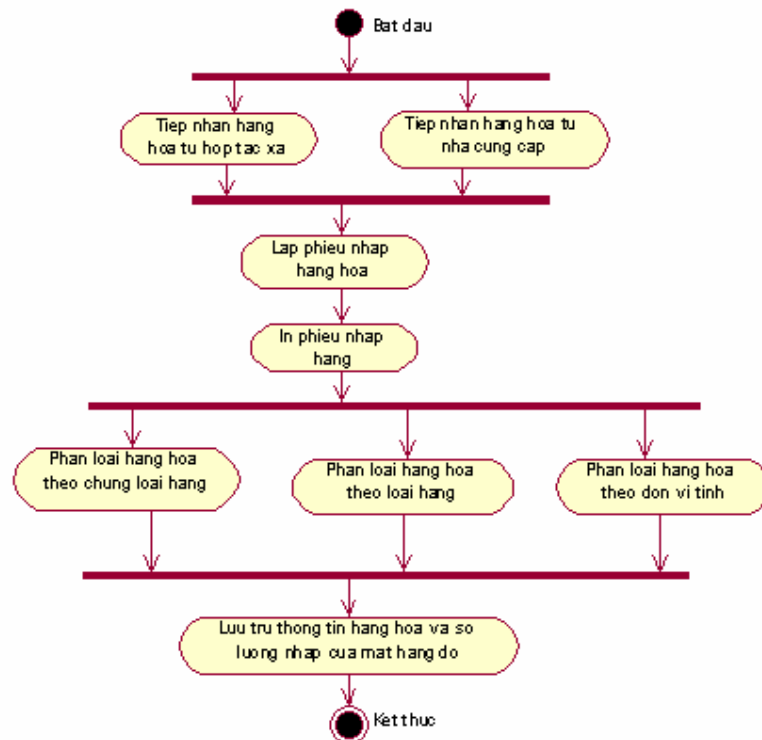 Bat dau
Tiep nhan hang
hoa tu hop tac xa
Tiep nhan hang hoa tu
nha cung cap
Lap phieu nhap
hang hoa
In phieu nhap
hang
Phan loai hang hoa
theo chung loai hang
Phan loai hang hoa
theo loai hang
Phan loai hang hoa
theo don vi tinh
Luu tru thong tin hang hoa va so
luong nhap cua mat hang do
Ket thuc